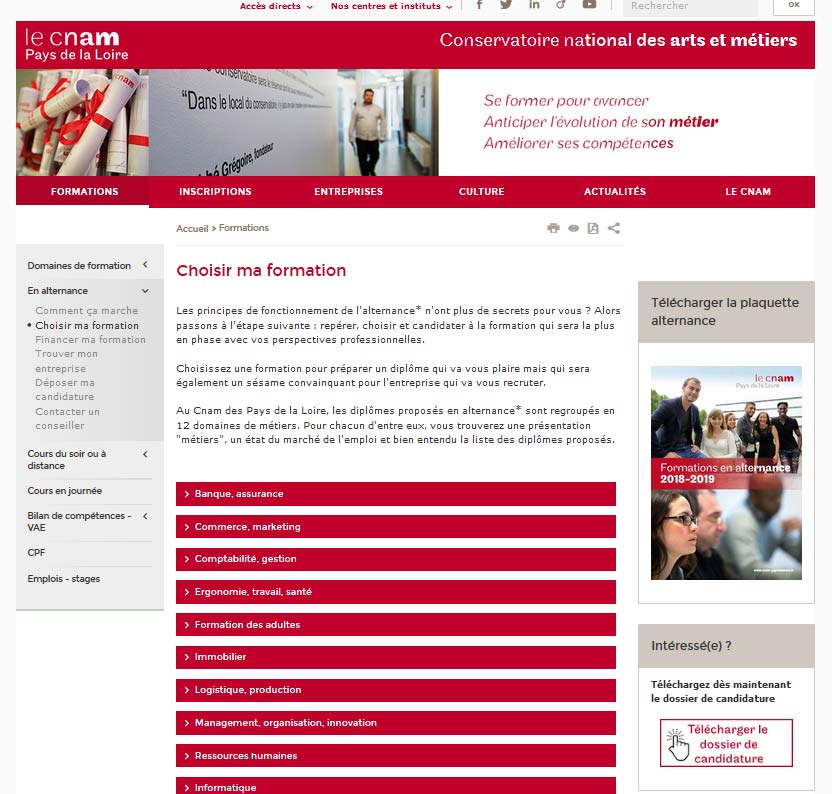 Accès directs
Nos centres et instituts
Rechercher
OK
le cnam
Pays de la Loire
Conservatoire national des arts et métiers
cnam
conservatoire
"Dans le local du conservatoire,
Grégoire, fondateur
Se former pour avancer
Anticiper l'évolution de son métier
Améliorer ses compétences
FORMATIONS
INSCRIPTIONS
ENTREPRISES
CULTURE
ACTUALITÉS
LE CNAM
Accueil > Formations
Domaines de formation
En alternance
Comment ça marche
Choisir ma formation
Financer ma formation
Trouver mon
entreprise
Déposer ma
candidature
Contacter un
conseiller
Cours du soir ou à
distance
Cours en journée
Bilan de compétences -
VAE
CPF
Emplois - stages
Choisir ma formation
Les principes de fonctionnement de l'alternance* n'ont plus de secrets pour vous ? Alors
passons à l'étape suivante : repérer, choisir et candidater à la formation qui sera la plus
en phase avec vos perspectives professionnelles.
Choisissez une formation pour préparer un diplôme qui va vous plaire mais qui sera
également un sésame convainquant pour l'entreprise qui va vous recruter.
Au Cnam des Pays de la Loire, les diplômes proposés en alternance* sont regroupés en
12 domaines de métiers. Pour chacun d'entre eux, vous trouverez une présentation
"métiers", un état du marché de l'emploi et bien entendu la liste des diplômes proposés.
Banque, assurance
Commerce, marketing
Comptabilité, gestion
Ergonomie, travail, santé
Formation des adultes
Immobilier
Logistique, production
Management, organisation, innovation
Ressources humaines
Informatique
Télécharger la plaquette
alternance
le cnam
Pays de la Loire
Formations en alternance
2018-2019
Intéressé(e) ?
Téléchargez dès maintenant
le dossier de candidature
Télécharger le
dossier de
candidature